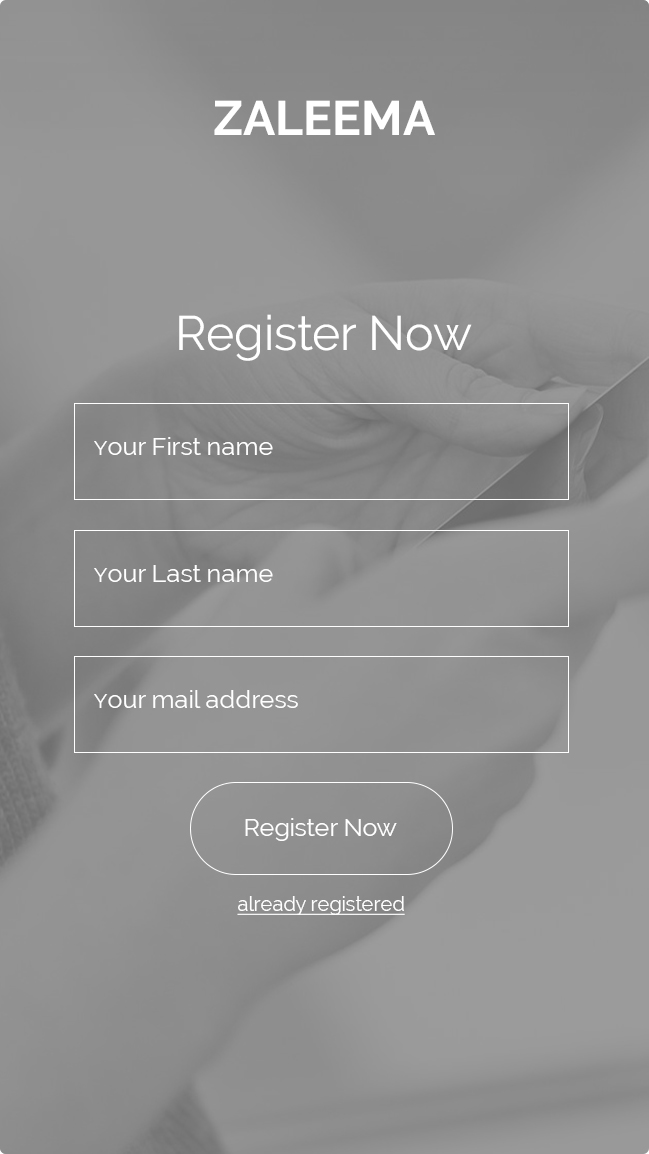 ZALEEMA
Register Now
Your First name
Your Last name
Your mail address
Register Now
already registered